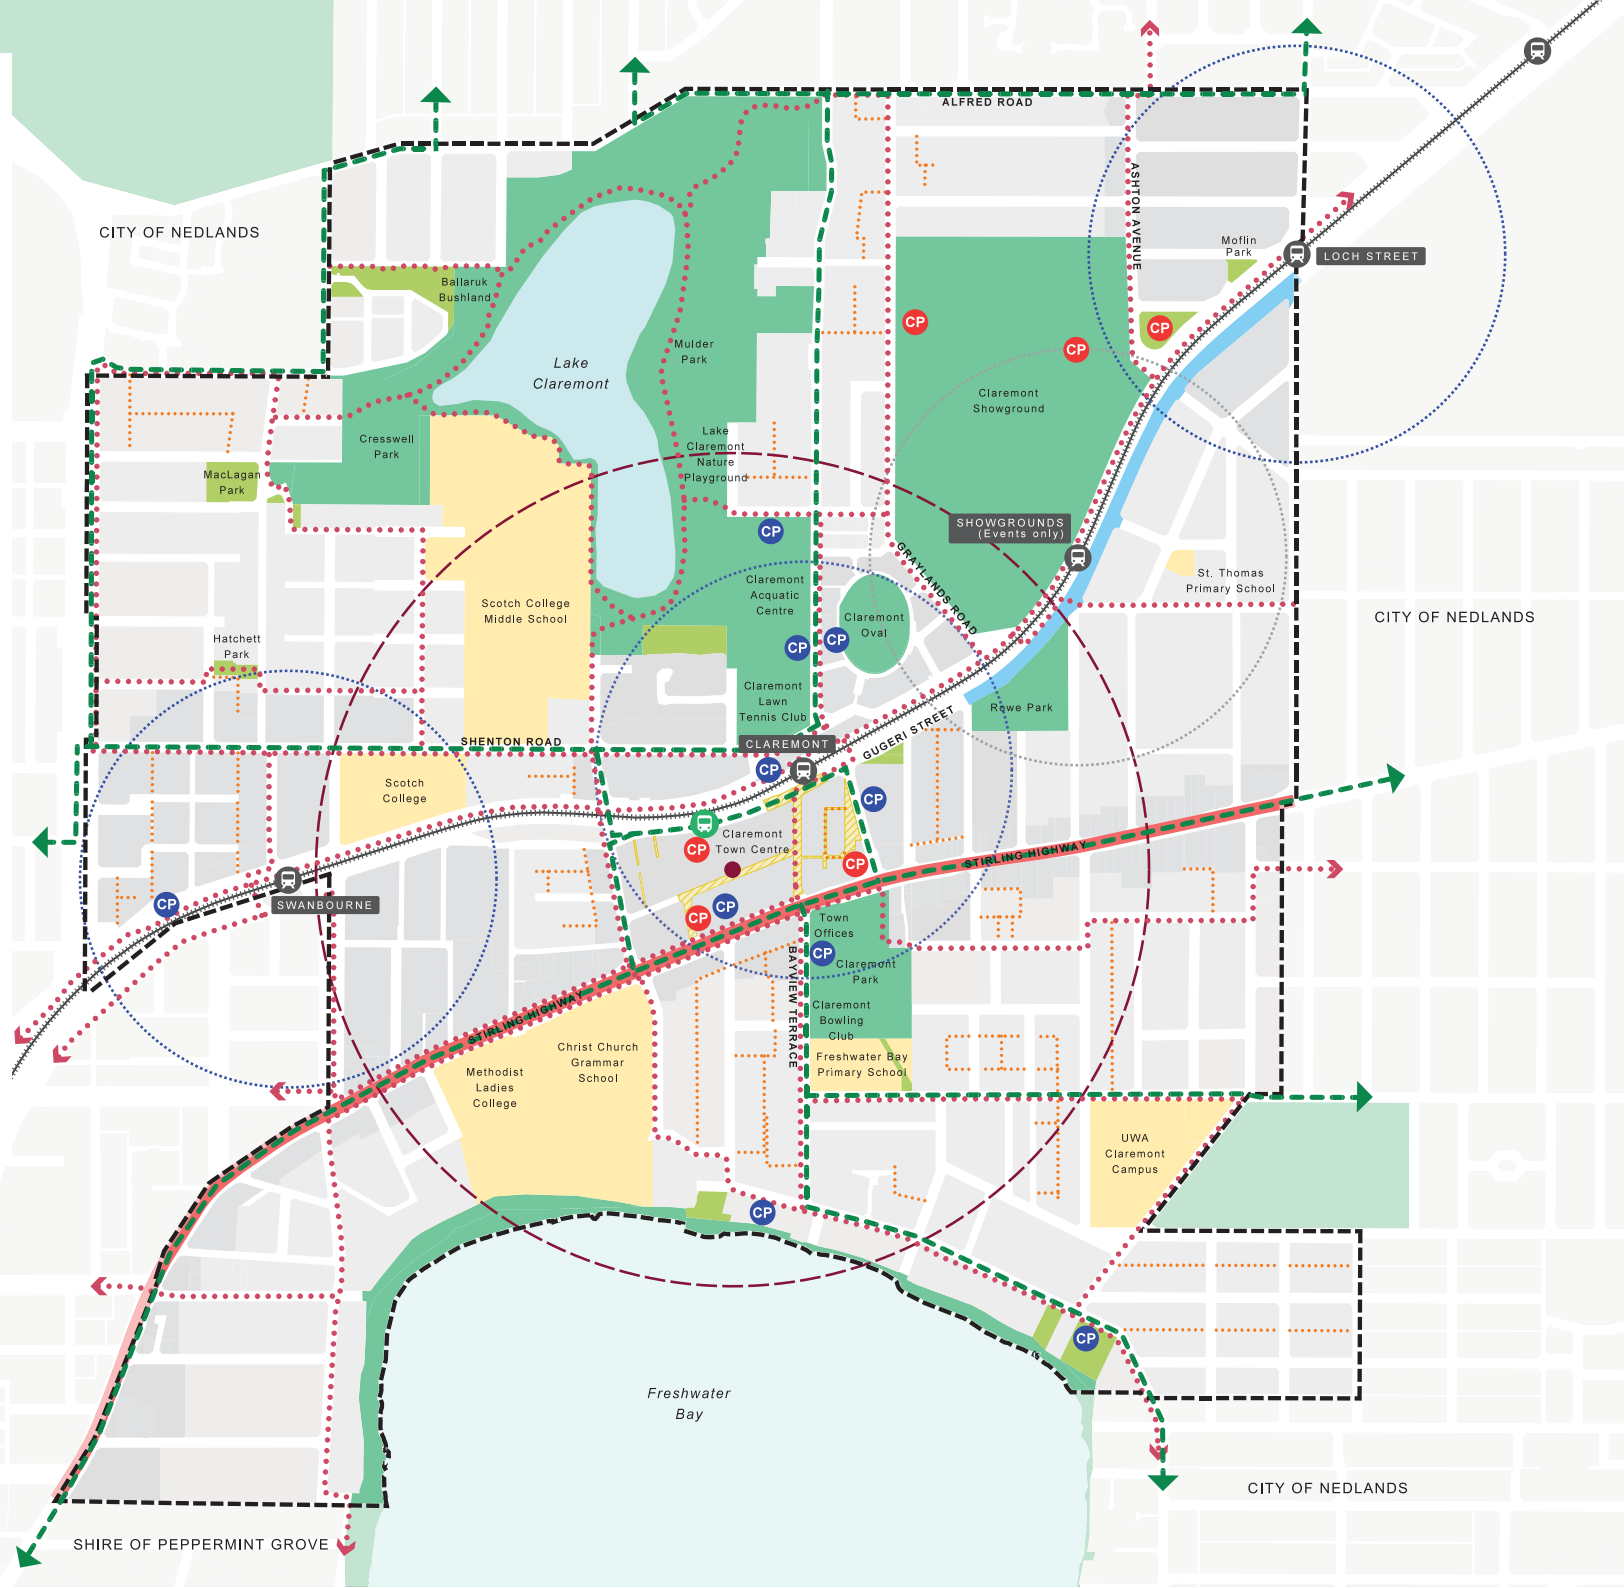 ALFRED ROAD
ASHTON AVENUE
CITY OF NEDLANDS
Moflin
Park
LOCH STREET
Ballaruk
Bushland
CP
CP
CP
Mulder
Park
Lake
Claremont
Claremont
Showground
Cresswell
Park
Lake
Claremont
Nature
Playground
MacLagan
Park
CP
SHOWGROUNDS
(Events only)
GRAYLANDS ROAD
St. Thomas
Primary School
Claremont
Acquatic
Centre
Scotch College
Middle School
Claremont
Oval
CITY OF NEDLANDS
Hatchett
Park
CP
CP
Claremont
Lawn
Tennis Club
Rowe Park
GUGERI STREET
SHENTON ROAD
CLAREMONT
CP
Scotch
College
CP
Claremont
Town Centre
CP
CP
STIRLING HIGHWAY
SWANBOURNE
CP
CP
CP
Town
Offices
CP
Claremont
Park
BAYVIEW TERRACE
Claremont
Bowling
Club
STIRLING HIGHWAY
Christ Church
Grammar
School
Freshwater Bay
Primary School
Methodist
Ladies
College
UWA
Claremont
Campus
CP
CP
Freshwater
Bay
CITY OF NEDLANDS
SHIRE OF PEPPERMINT GROVE